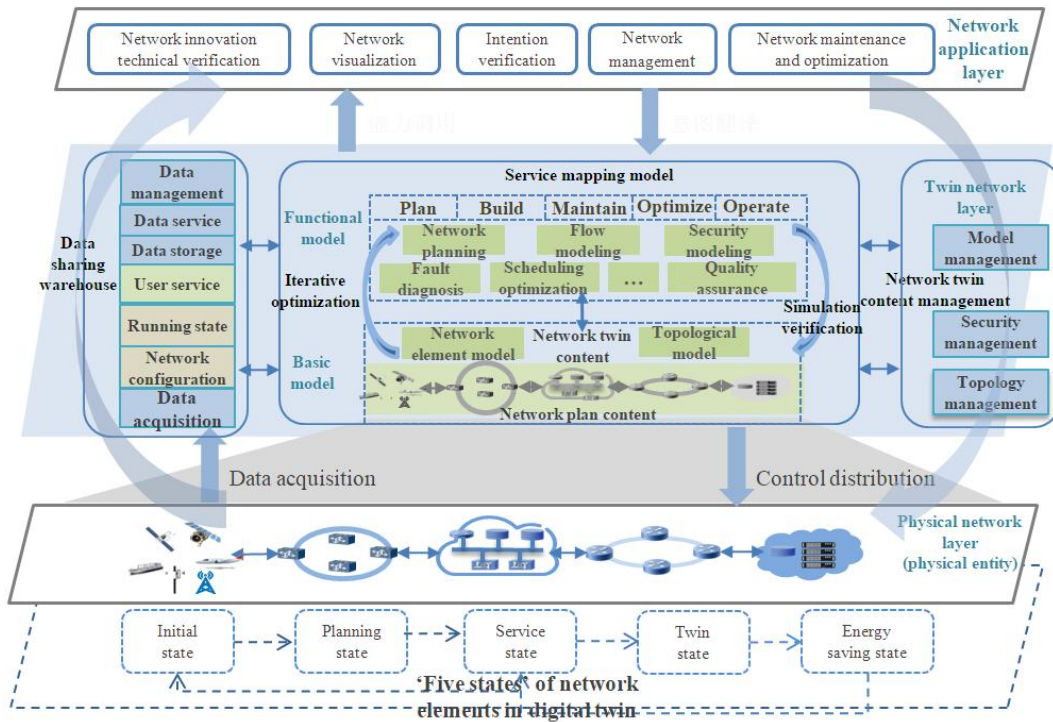 Network innovation
technical verification
Network
visualization
Intention
verification
Network
management
Network maintenance
and optimization
Network
application
layer
Data
management
Data service
Data storage
User service
Running state
Network
configuration
Data
acquisition
Data
sharing
warehouse
Service mapping model
Functional
model
Plan
Build
Maintain
Optimize
Operate
Network
planning
Flow
modeling
Security
modeling
Fault
diagnosis
Scheduling
optimization
...
Quality
assurance
Iterative
optimization
Simulation
verification
Basic
model
Network
element model
Network twin
content
Topological
model
Network plan content
Twin network
layer
Model
management
Network twin
content management
Security
management
Topology
management
Data acquisition
Control distribution
Physical network
layer
(physical entity)
Initial
state
Planning
state
Service
state
Twin
state
Energy
saving state
‘Five states’ of network
elements in digital twin